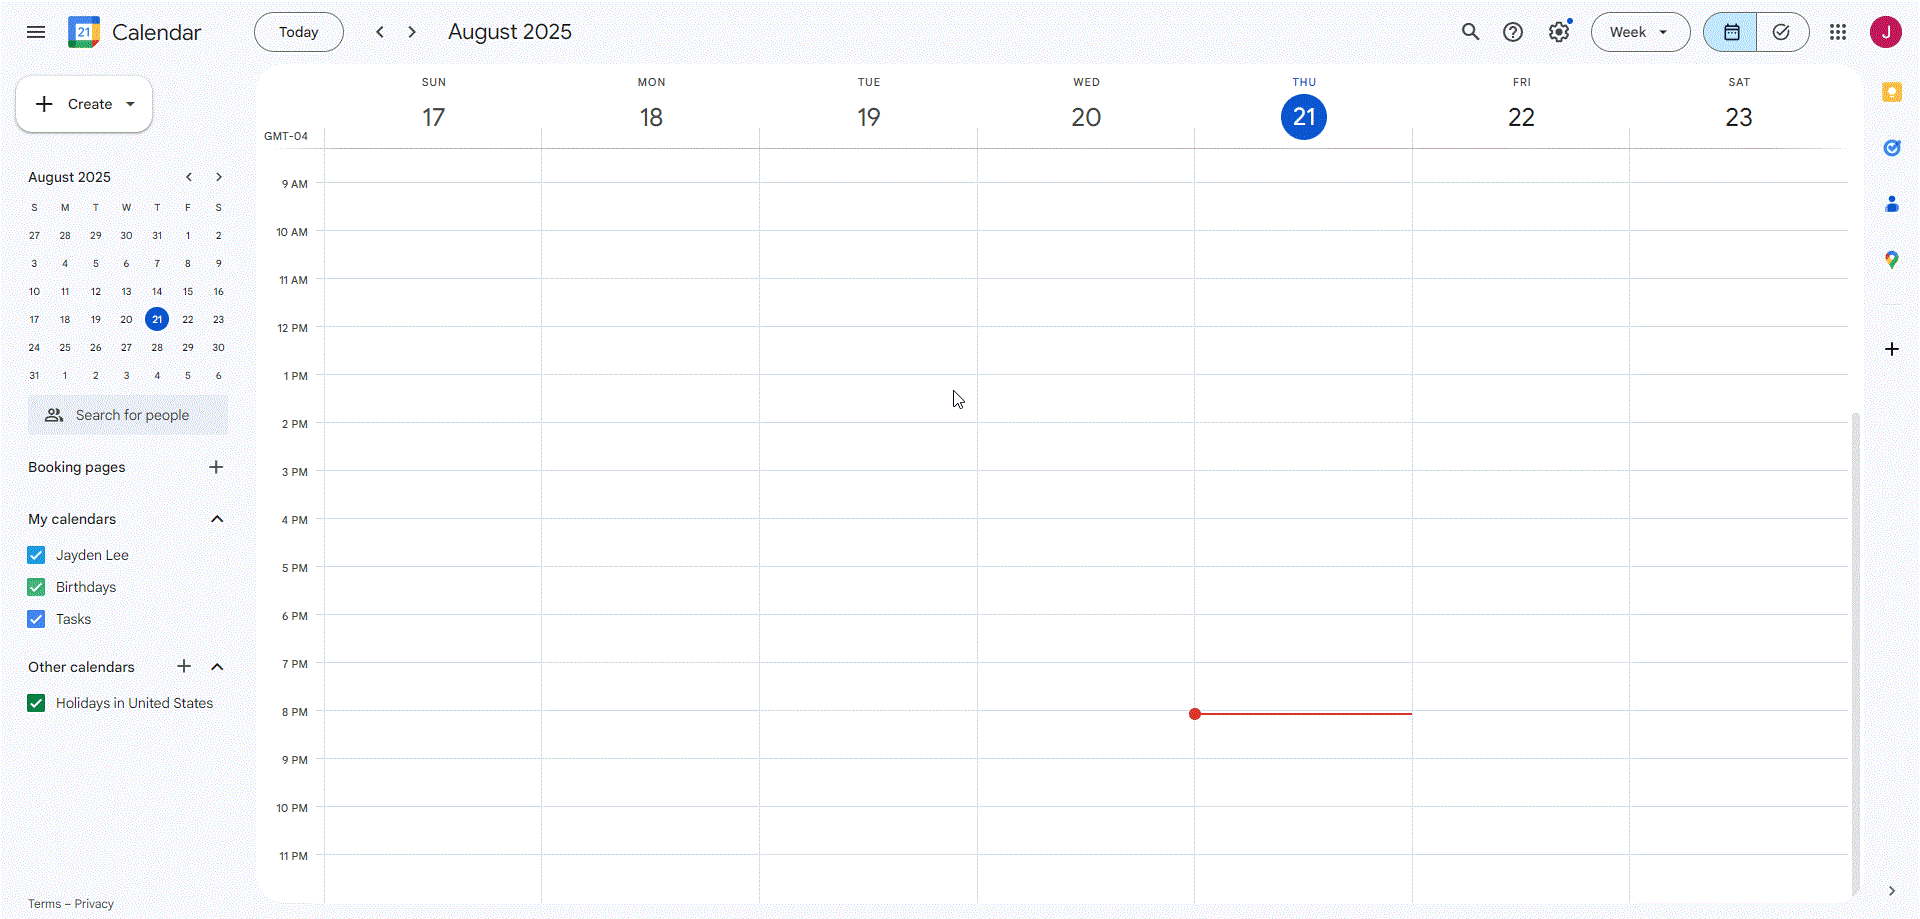 21 Calendar Today August 2025 Week J
Create
August 2025
S M T W T F S
27 28 29 30 31 1 2
3 4 5 6 7 8 9
10 11 12 13 14 15 16
17 18 19 20 21 22 23
24 25 26 27 28 29 30
31 1 2 3 4 5 6
Search for people
Booking pages
My calendars
Jayden Lee
Birthdays
Tasks
Other calendars
Holidays in United States
Terms – Privacy
SUN MON TUE WED THU FRI SAT
17 18 19 20 21 22 23
GMT-04
9 AM
10 AM
11 AM
12 PM
1 PM
2 PM
3 PM
4 PM
5 PM
6 PM
7 PM
8 PM
9 PM
10 PM
11 PM